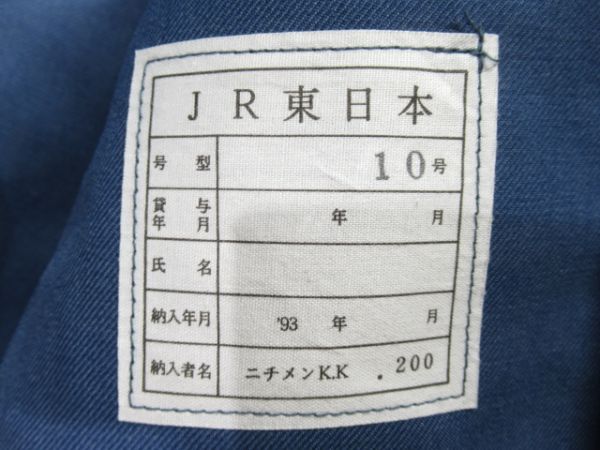 JR東日本
号型 10号
貸与年月 年 月
氏名
納入年月 '93 年 月
納入者名 ニチメンK.K .200